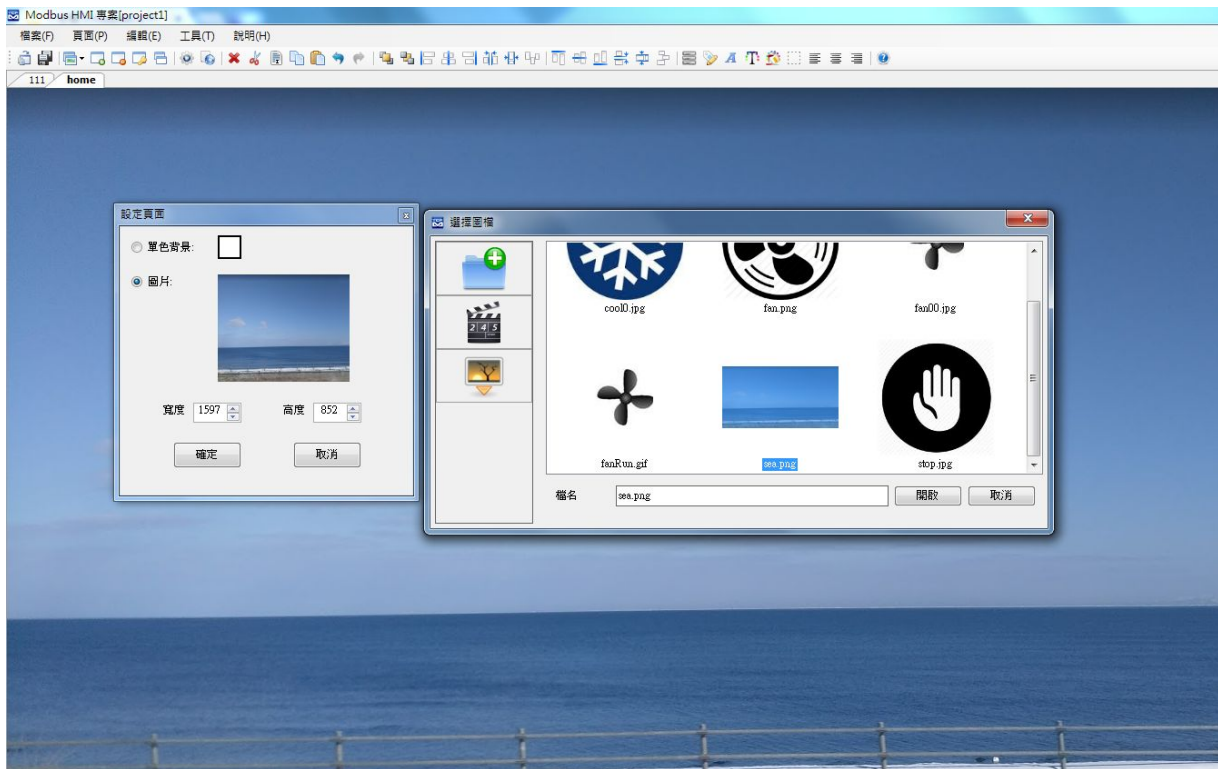 Modbus HMI 專案[project1]
檔案(F) 頁面(P) 編輯(E) 工具(T) 說明(H)
111 home
設定頁面
單色背景:
圖片:
寬度 1597 高度 852
確定 取消
選擇圖檔
245
cool0.jpg fan.png fan00.jpg
fanRun.gif sea.png stop.jpg
檔名 sea.png 開啟 取消